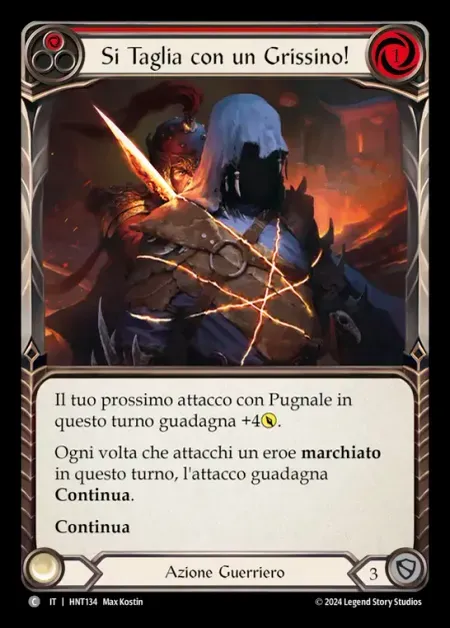 Si Taglia con un Grissino!
1
Il tuo prossimo attacco con Pugnale in
questo turno guadagna +4.
Ogni volta che attacchi un eroe marchiato
in questo turno, l'attacco guadagna
Continua.
Continua
Azione Guerriero
3
C IT | HNT134 Max Kostin
© 2024 Legend Story Studios